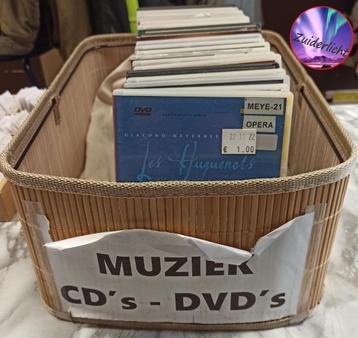 Zuiderlicht
DVD
MEYE-21
OPERA
€ 1.00
GIACOMO MEYERBEER
Les Huguenots
MUZIEK
CD's - DVD's